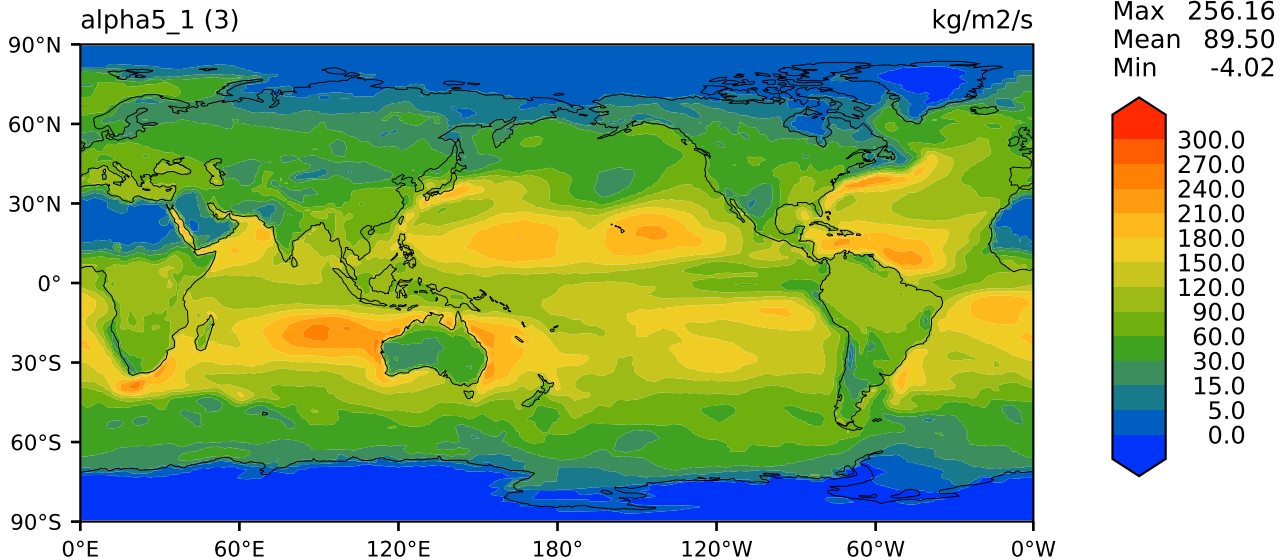 alpha5_1 (3)
kg/m2/s
Max 256.16
Mean 89.50
Min -4.02
90°N
60°N
30°N
0°
30°S
60°S
90°S
0°E 60°E 120°E 180° 120°W 60°W 0°W
300.0
270.0
240.0
210.0
180.0
150.0
120.0
90.0
60.0
30.0
15.0
5.0
0.0